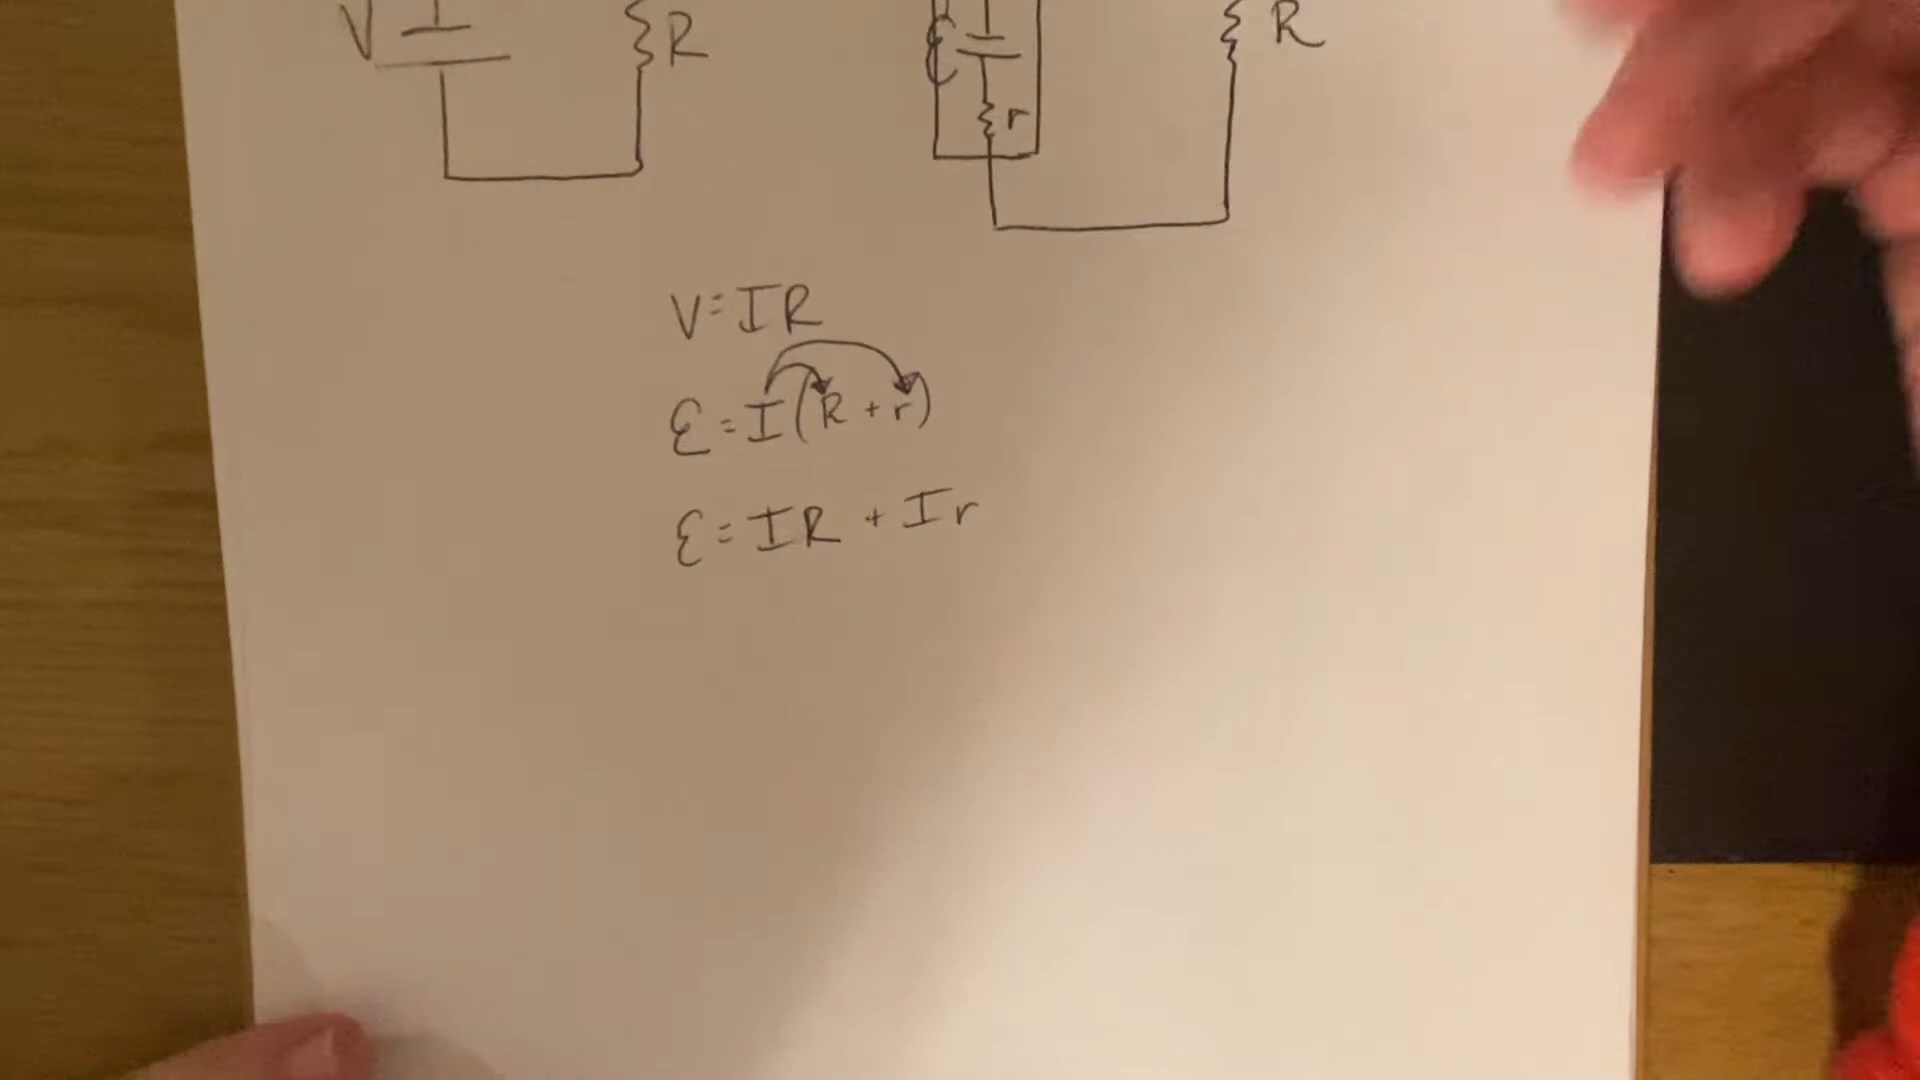 V R
ε r R
V = IR
ε = I(R + r)
ε = IR + Ir